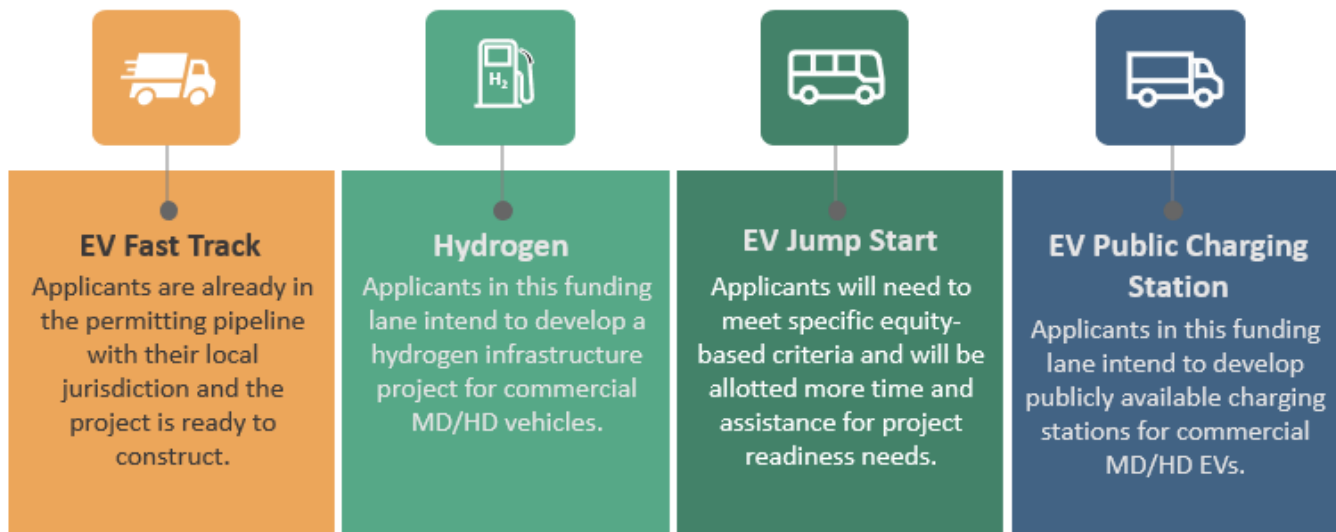 H2
EV Fast Track
Applicants are already in
the permitting pipeline
with their local
jurisdiction and the
project is ready to
construct.
Hydrogen
Applicants in this funding
lane intend to develop a
hydrogen infrastructure
project for commercial
MD/HD vehicles.
EV Jump Start
Applicants will need to
meet specific equity-
based criteria and will be
allotted more time and
assistance for project
readiness needs.
EV Public Charging
Station
Applicants in this funding
lane intend to develop
publicly available charging
stations for commercial
MD/HD EVs.